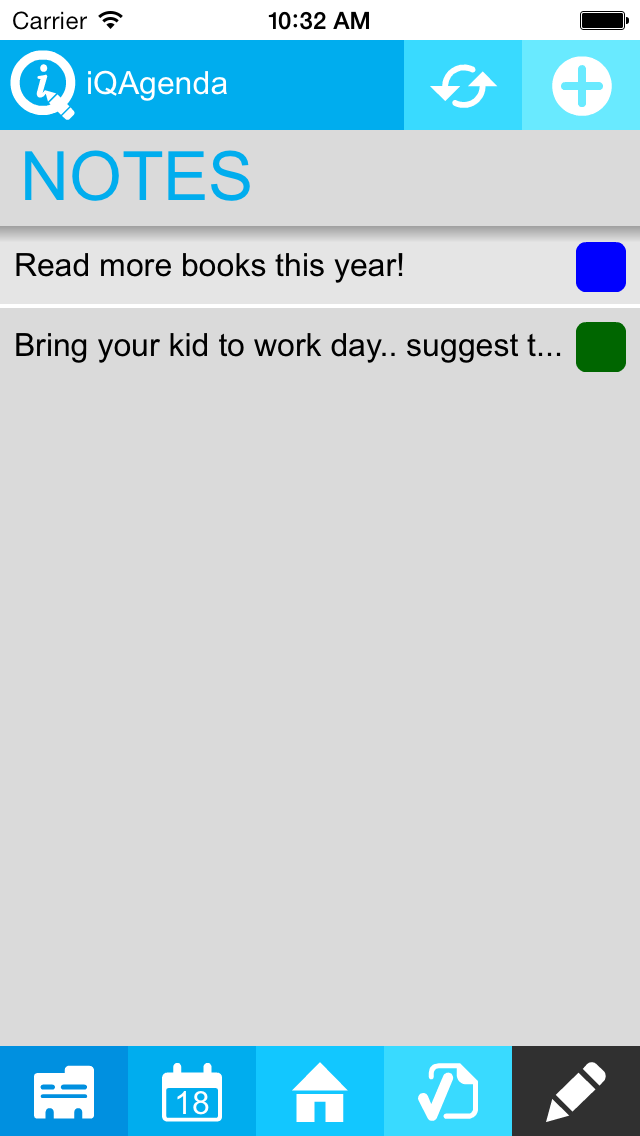 Carrier 10:32 AM
iQAgenda
NOTES
Read more books this year!
Bring your kid to work day.. suggest t...
18